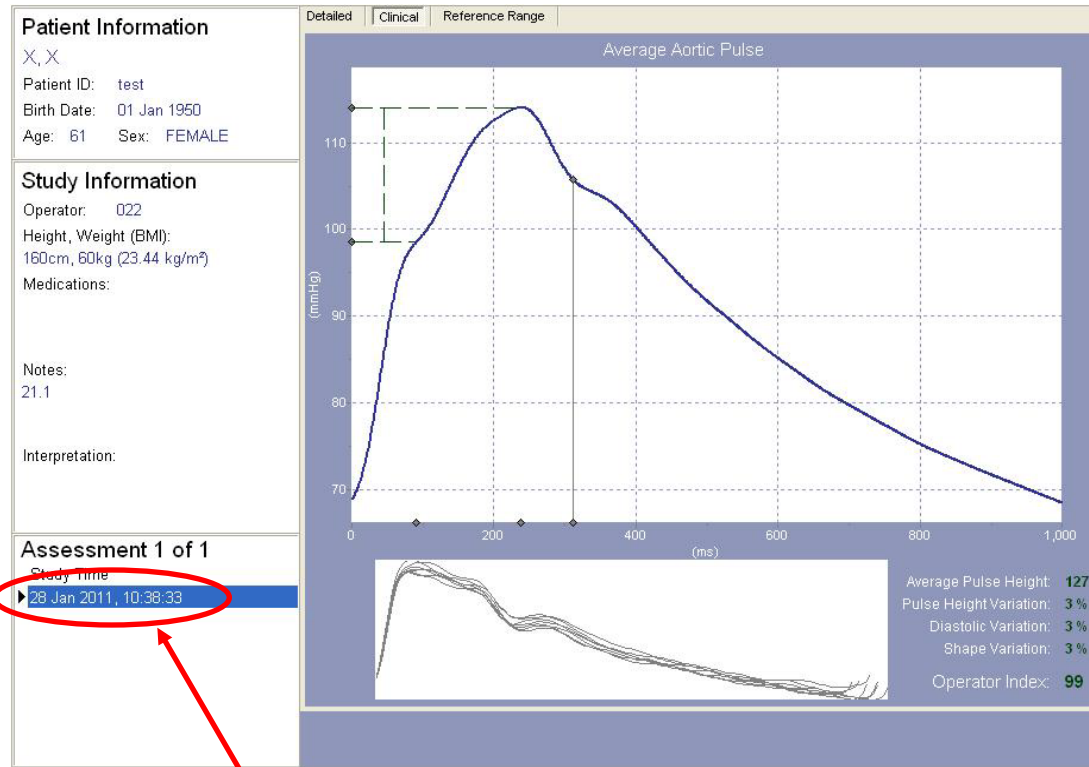 Patient Information
X, X
Patient ID: test
Birth Date: 01 Jan 1950
Age: 61 Sex: FEMALE
Study Information
Operator: 022
Height, Weight (BMI):
160cm, 60kg (23.44 kg/m²)
Medications:
Notes:
21.1
Interpretation:
Assessment 1 of 1
Study Time
28 Jan 2011, 10:38:33
Detailed Clinical Reference Range
Average Aortic Pulse
110
100
90
80
70
(mmHg)
0 200 400 600 800 1,000
(ms)
Average Pulse Height: 127
Pulse Height Variation: 3 %
Diastolic Variation: 3 %
Shape Variation: 3 %
Operator Index: 99